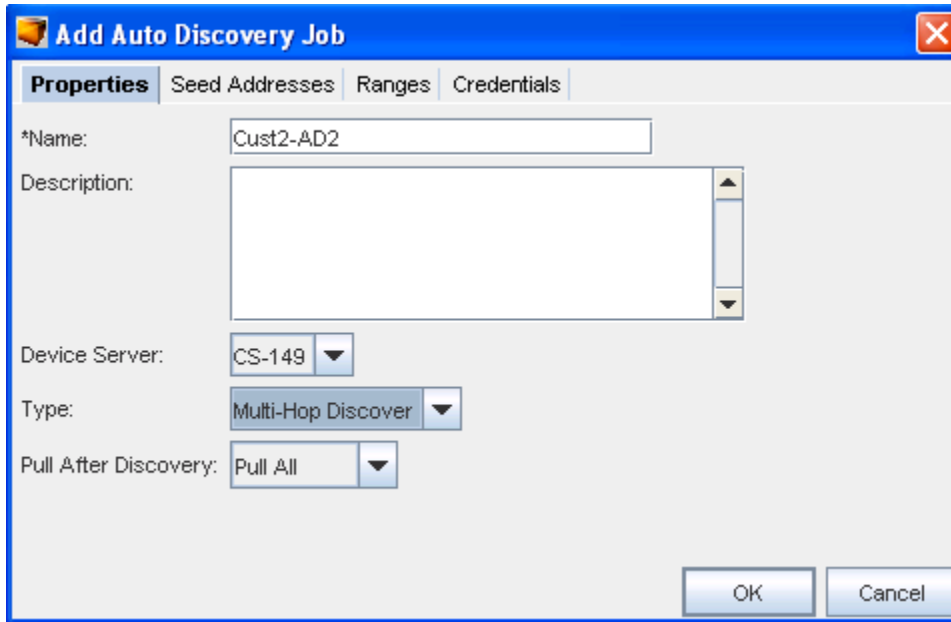 Add Auto Discovery Job
Properties Seed Addresses Ranges Credentials
*Name: Cust2-AD2
Description:
Device Server: CS-149
Type: Multi-Hop Discover
Pull After Discovery: Pull All
OK Cancel